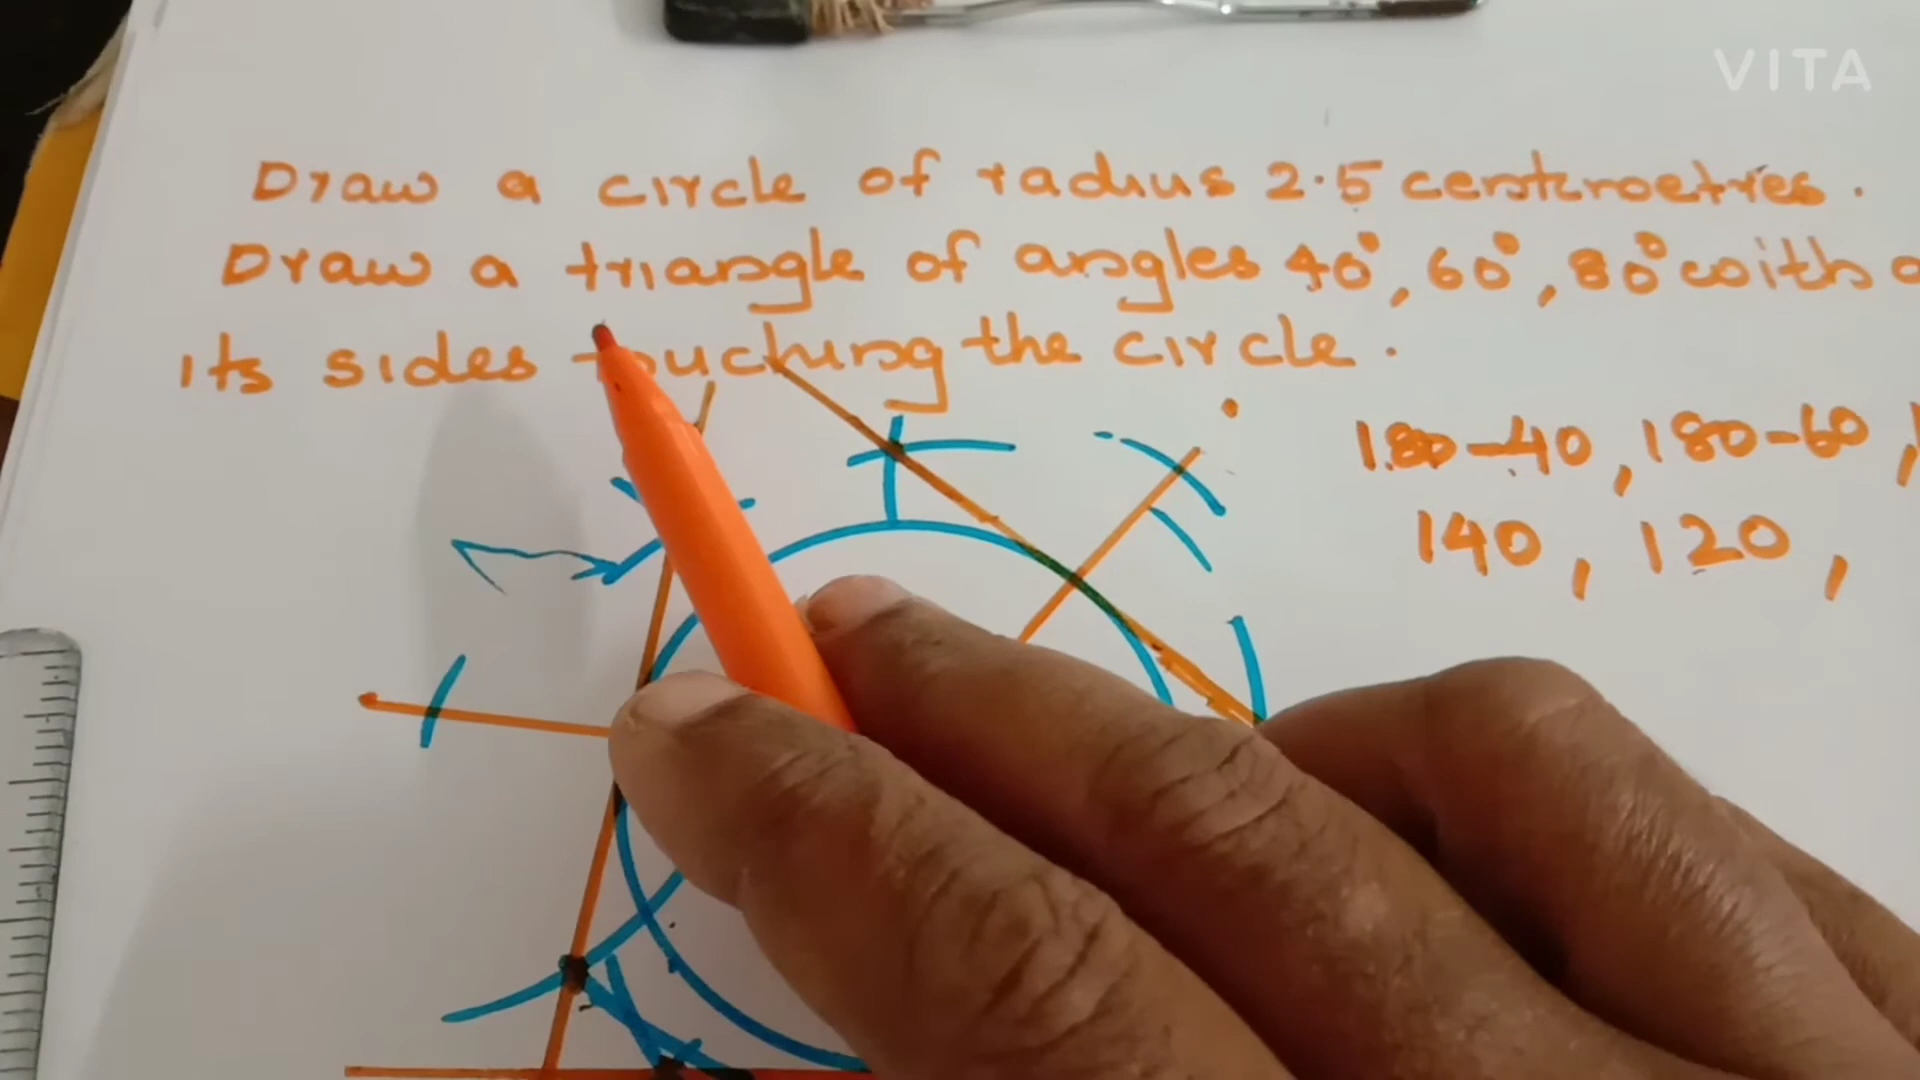 VITA
Draw a circle of radius 2.5 centimetres.
Draw a triangle of angles 40°, 60°, 80° with a
its sides touching the circle.
180-40, 180-60,
140, 120,